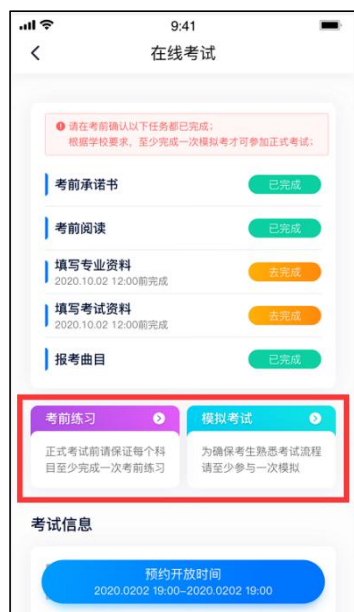 9:41
在线考试
请在考前确认以下任务都已完成；
根据学校要求，至少完成一次模拟考才可参加正式考试；
考前承诺书
已完成
考前阅读
已完成
填写专业资料
2020.10.02 12:00前完成
去完成
填写考试资料
2020.10.02 12:00前完成
去完成
报考曲目
已完成
考前练习
正式考试前请保证每个科
目至少完成一次考前练习
模拟考试
为确保考生熟悉考试流程
请至少参与一次模拟
考试信息
预约开放时间
2020.0202 19:00-2020.0202 19:00